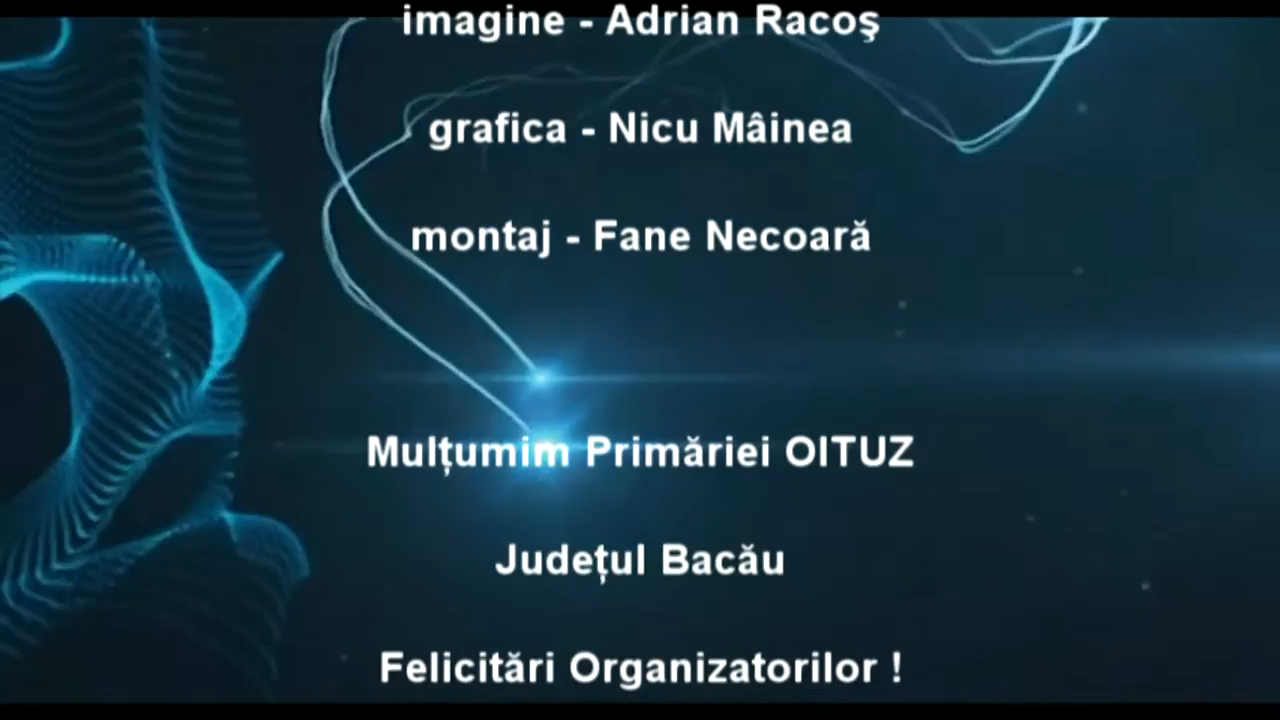 imagine - Adrian Racoş
grafica - Nicu Mâinea
montaj - Fane Necoară
Mulțumim Primăriei OITUZ
Județul Bacău
Felicitări Organizatorilor !